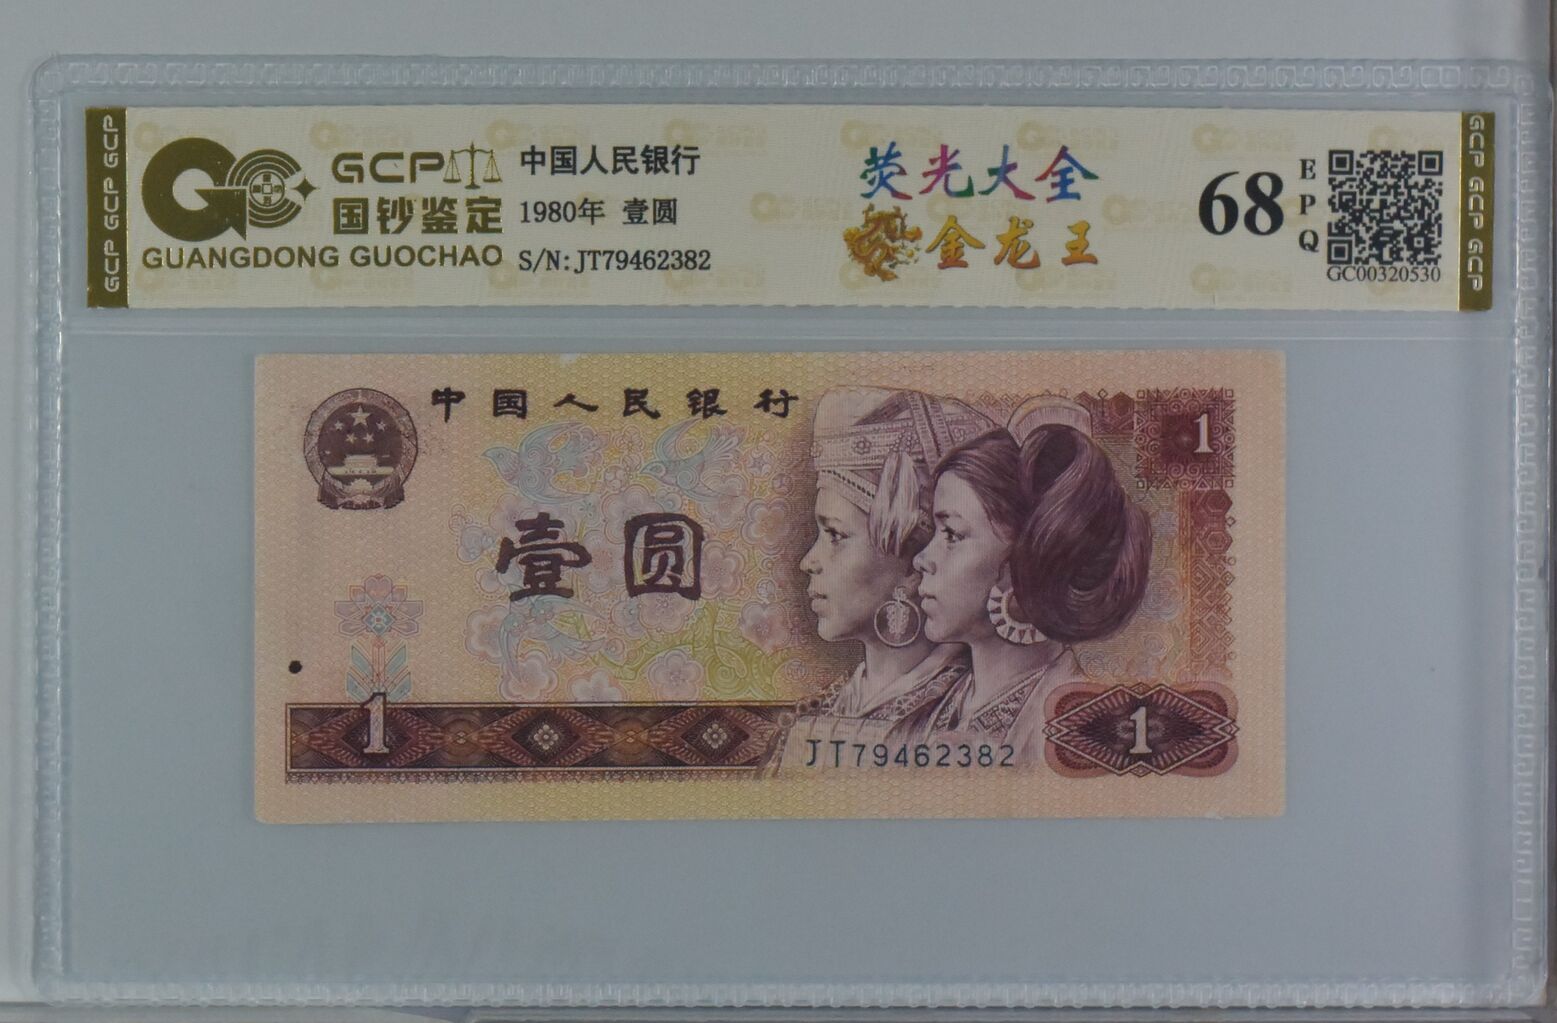 GCP GCP GCP
GCP
国钞鉴定
GUANGDONG GUOCHAO
中国人民银行
1980年 壹圆
S/N: JT79462382
荧光大全
金龙王
68
EPQ
GC00320530
GCP GCP GCP
中国人民银行
1
壹圆
1
JT79462382
1